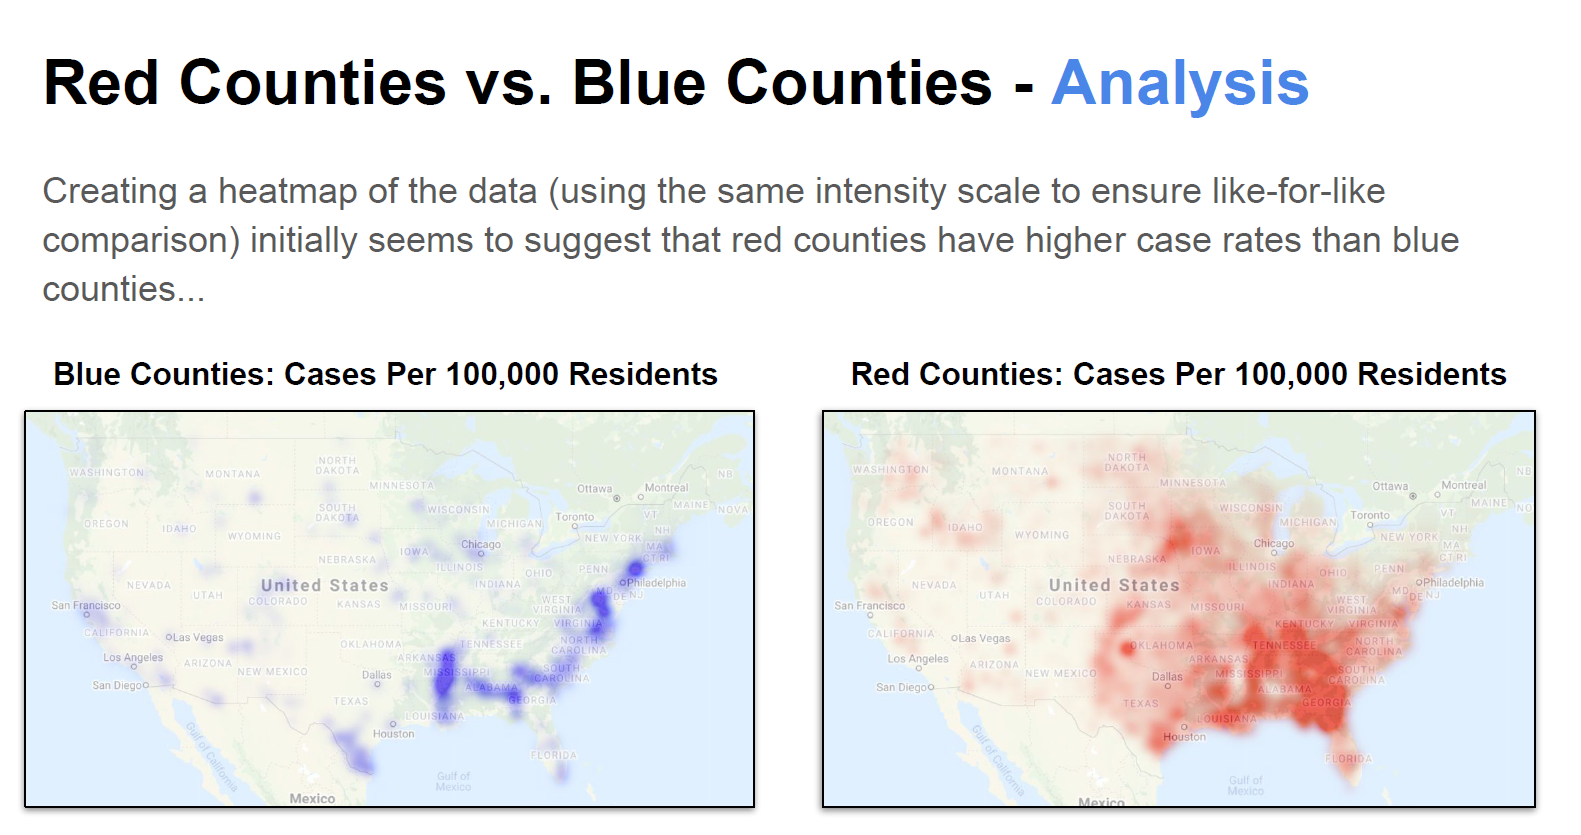 Red Counties vs. Blue Counties - Analysis
Creating a heatmap of the data (using the same intensity scale to ensure like-for-like
comparison) initially seems to suggest that red counties have higher case rates than blue
counties...
Blue Counties: Cases Per 100,000 Residents
WASHINGTON
MONTANA
NORTH
DAKOTA
MINNESOTA
Ottawa
Montreal
NB
MAINE
NOVA
OREGON
IDAHO
SOUTH
DAKOTA
WISCONSIN
MICHIGAN
Toronto
VT
NH
WYOMING
NEW YORK
MA
CT RI
IOWA
Chicago
NEBRASKA
ILLINOIS
INDIANA
OHIO
PENN
Philadelphia
NEVADA
UTAH
United States
COLORADO
KANSAS
MISSOURI
WEST
VIRGINIA
MD
DE NJ
San Francisco
CALIFORNIA
Las Vegas
KENTUCKY
VIRGINIA
OKLAHOMA
TENNESSEE
NORTH
CAROLINA
Los Angeles
ARIZONA
NEW MEXICO
ARKANSAS
MISSISSIPPI
SOUTH
CAROLINA
San Diego
Dallas
ALABAMA
GEORGIA
TEXAS
LOUISIANA
Houston
FLORIDA
Gulf of California
Gulf of
Mexico
Mexico
Red Counties: Cases Per 100,000 Residents
WASHINGTON
MONTANA
NORTH
DAKOTA
MINNESOTA
Ottawa
Montreal
NB
MAINE
NO
OREGON
IDAHO
SOUTH
DAKOTA
WISCONSIN
MICHIGAN
Toronto
VT
NH
WYOMING
NEW YORK
MA
CT RI
IOWA
Chicago
NEBRASKA
ILLINOIS
INDIANA
OHIO
PENN
Philadelphia
NEVADA
UTAH
United States
COLORADO
KANSAS
MISSOURI
WEST
VIRGINIA
MD
DE NJ
San Francisco
CALIFORNIA
Las Vegas
KENTUCKY
VIRGINIA
OKLAHOMA
TENNESSEE
NORTH
CAROLINA
Los Angeles
ARIZONA
NEW MEXICO
ARKANSAS
MISSISSIPPI
SOUTH
CAROLINA
San Diego
Dallas
ALABAMA
GEORGIA
TEXAS
LOUISIANA
Houston
FLORIDA
Gulf of California
Gulf of
Mexico
Mexico